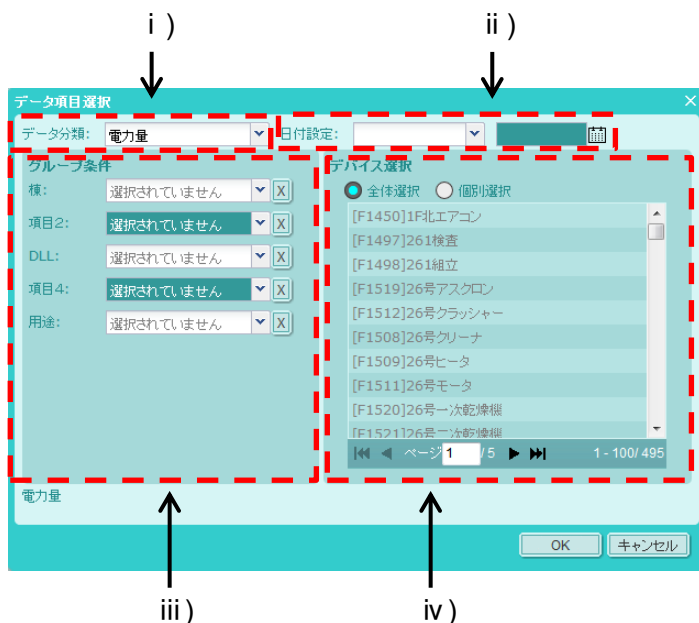 ⅰ) ⅱ)
データ項目選択 ×
データ分類: 電力量 日付設定:
グループ条件 デバイス選択
棟: 選択されていません X
全体選択 個別選択
項目2: 選択されていません X
DLL: 選択されていません X
項目4: 選択されていません X
用途: 選択されていません X
[F1450]1F北エアコン
[F1497]261検査
[F1498]261組立
[F1519]26号アスクロン
[F1512]26号クラッシャー
[F1508]26号クリーナ
[F1509]26号ヒータ
[F1511]26号モータ
[F1520]26号一次乾燥機
[F1521]26号二次乾燥機
ページ 1 / 5 1 - 100/ 495
電力量
OK キャンセル
ⅲ) ⅳ)